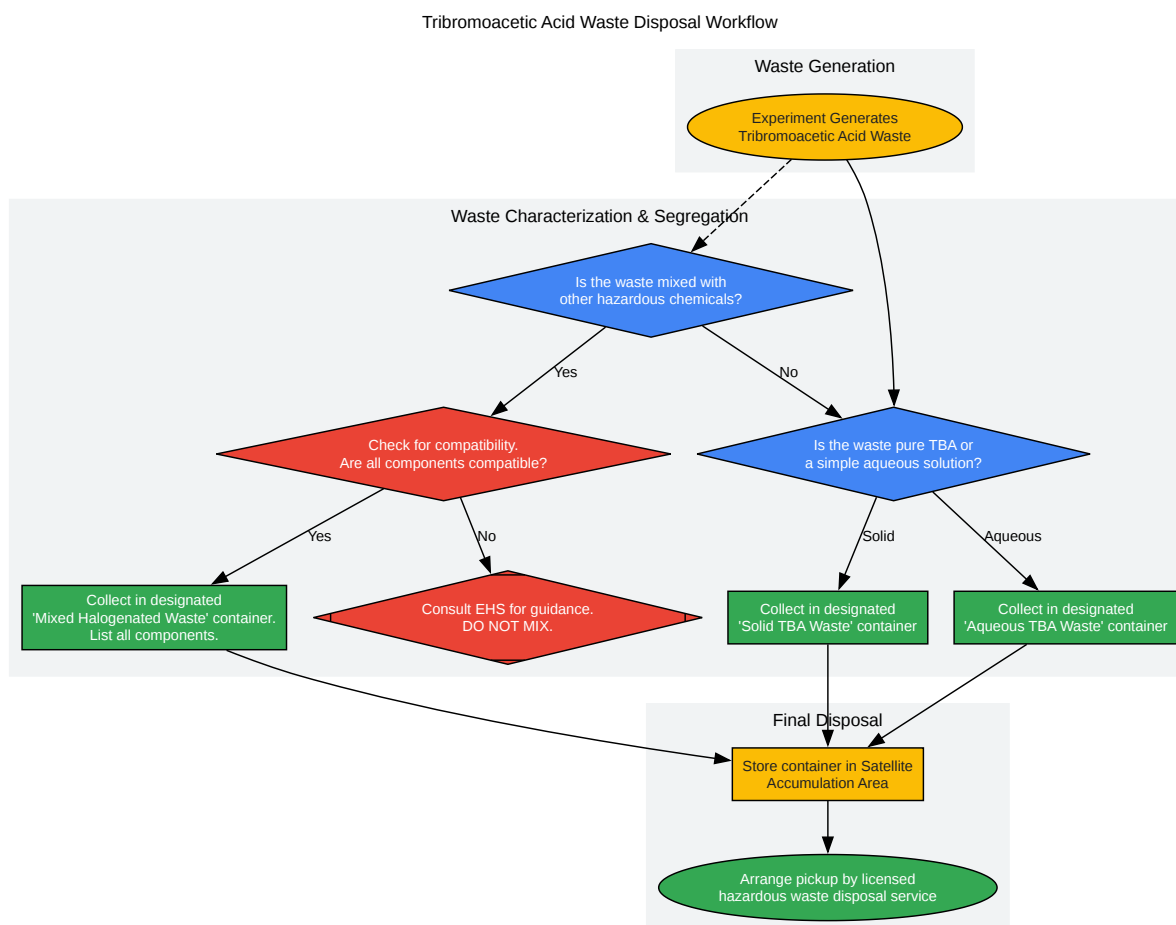 Tribromoacetic Acid Waste Disposal Workflow
Waste Generation
Experiment Generates
Tribromoacetic Acid Waste
Waste Characterization & Segregation
Is the waste mixed with
other hazardous chemicals?
Yes
No
Check for compatibility.
Are all components compatible?
Is the waste pure TBA or
a simple aqueous solution?
Yes
No
Solid
Aqueous
Collect in designated
'Mixed Halogenated Waste' container.
List all components.
Consult EHS for guidance.
DO NOT MIX.
Collect in designated
'Solid TBA Waste' container
Collect in designated
'Aqueous TBA Waste' container
Final Disposal
Store container in Satellite
Accumulation Area
Arrange pickup by licensed
hazardous waste disposal service